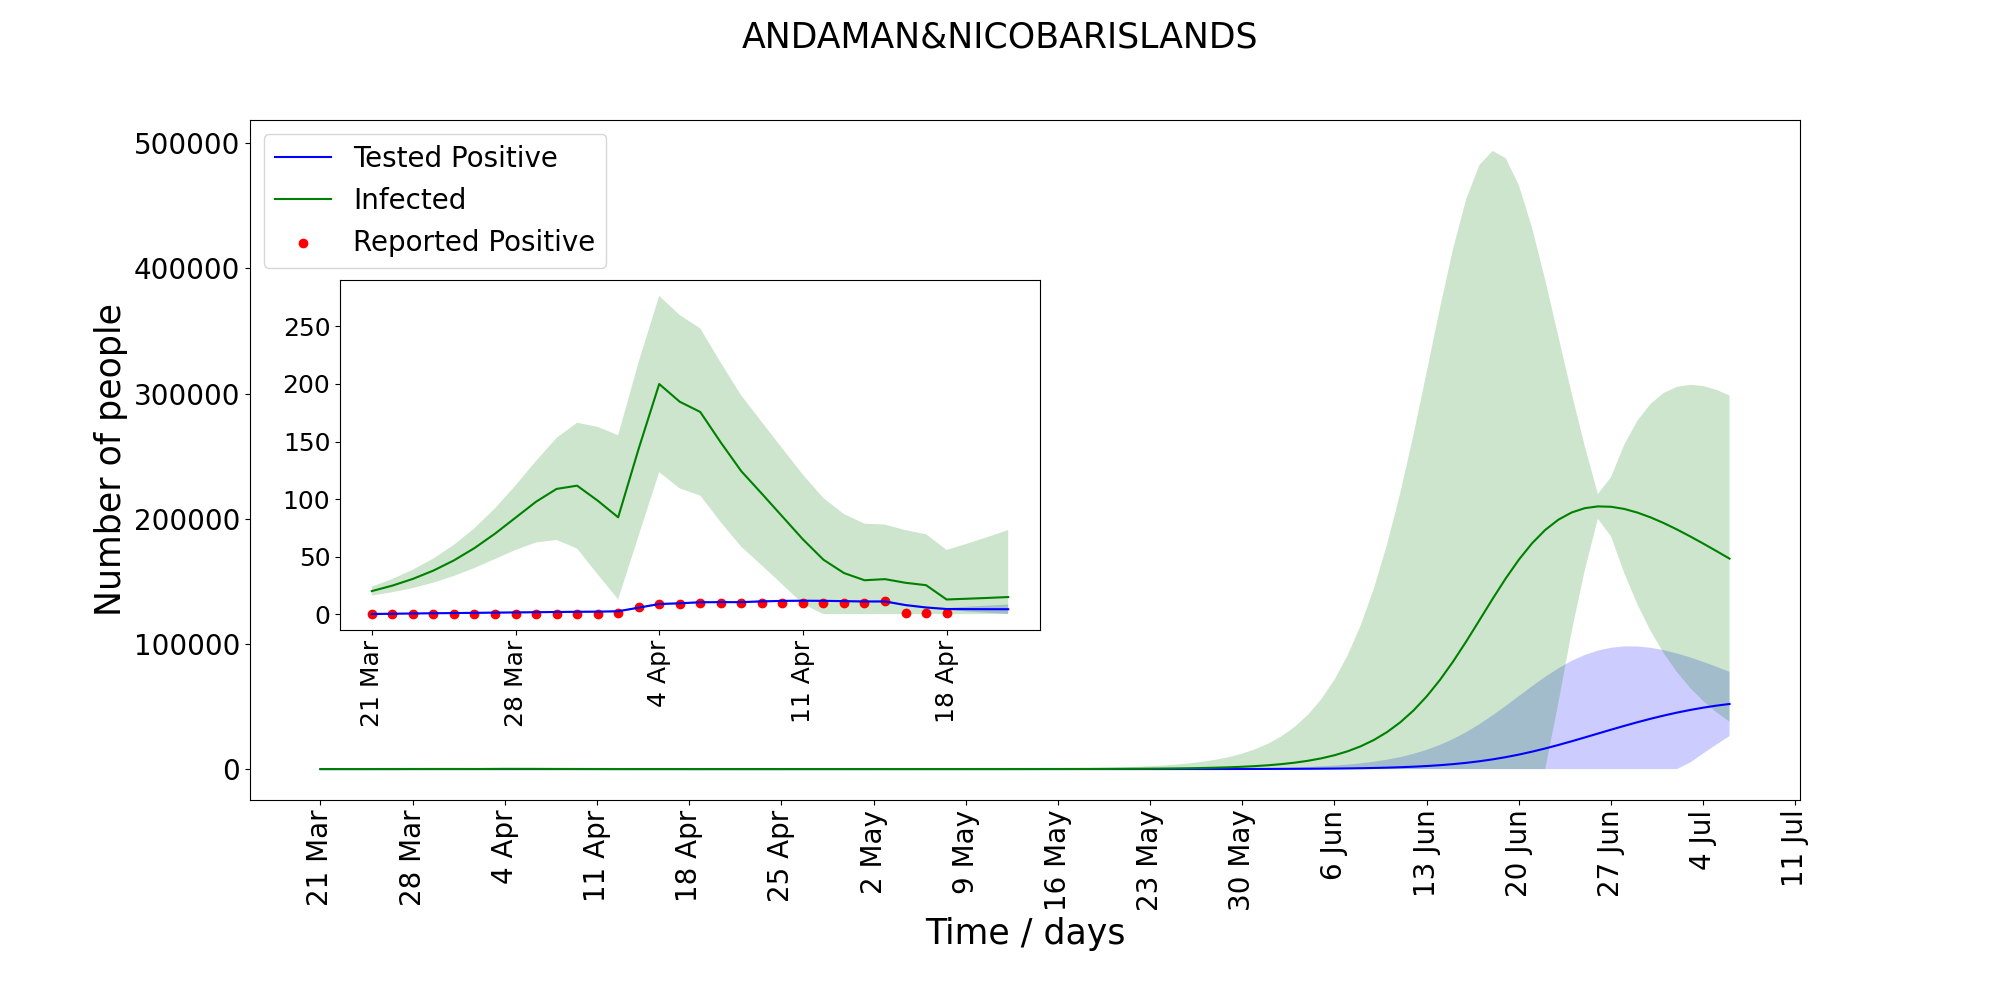 ANDAMAN&NICOBARISLANDS
Tested Positive
Infected
Reported Positive
Number of people
500000
400000
300000
200000
100000
0
250
200
150
100
50
0
21 Mar
28 Mar
4 Apr
11 Apr
18 Apr
21 Mar
28 Mar
4 Apr
11 Apr
18 Apr
25 Apr
2 May
9 May
16 May
23 May
30 May
6 Jun
13 Jun
20 Jun
27 Jun
4 Jul
11 Jul
Time / days